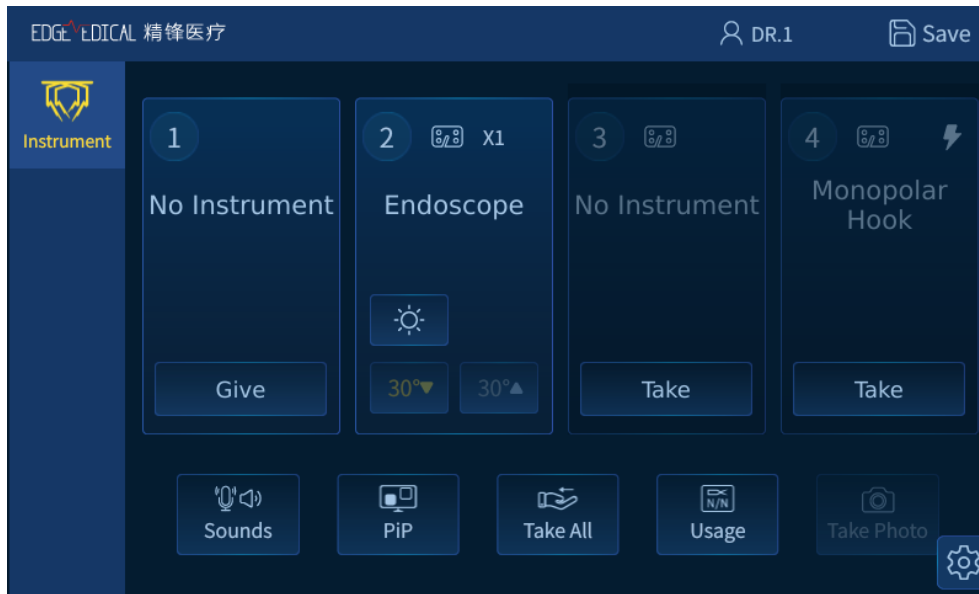 EDGE MEDICAL 精锋医疗
DR.1
Save
Instrument
1
No Instrument
Give
2
X1
Endoscope
30°▼
30°▲
3
No Instrument
Take
4
Monopolar
Hook
Take
Sounds
PiP
Take All
N/N
Usage
Take Photo